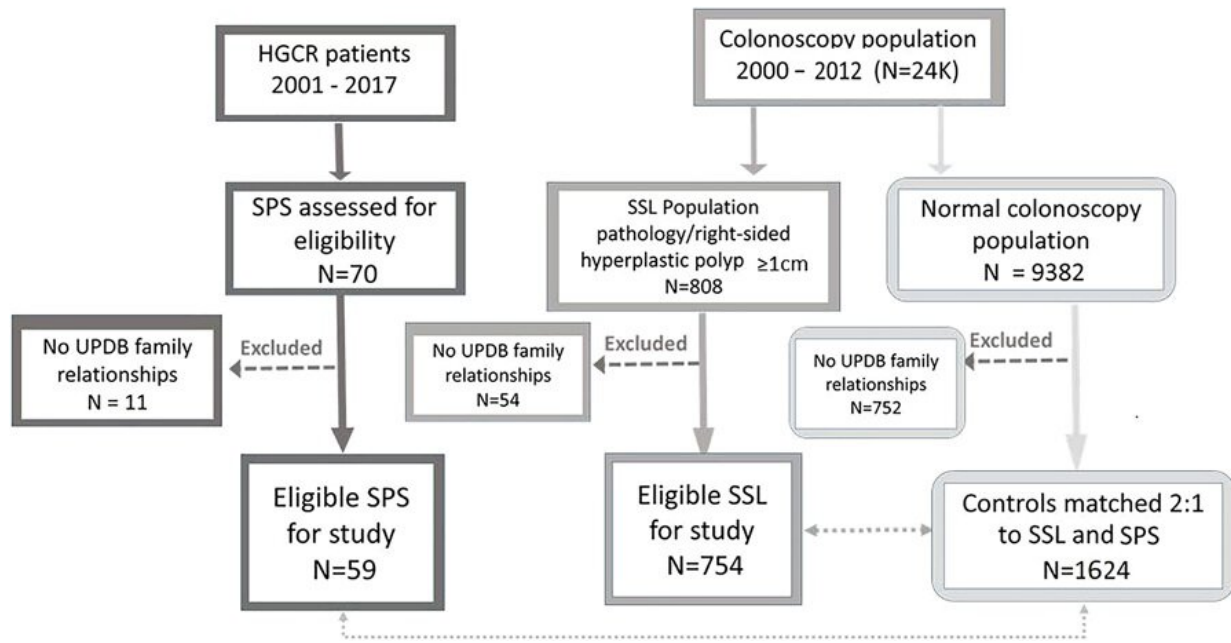 HGCR patients
2001 - 2017
Colonoscopy population
2000 – 2012 (N=24K)
SPS assessed for
eligibility
N=70
SSL Population
pathology/right-sided
hyperplastic polyp ≥1cm
N=808
Normal colonoscopy
population
N = 9382
No UPDB family
relationships
N = 11
Excluded
No UPDB family
relationships
N=54
Excluded
No UPDB family
relationships
N=752
Excluded
Eligible SPS
for study
N=59
Eligible SSL
for study
N=754
Controls matched 2:1
to SSL and SPS
N=1624